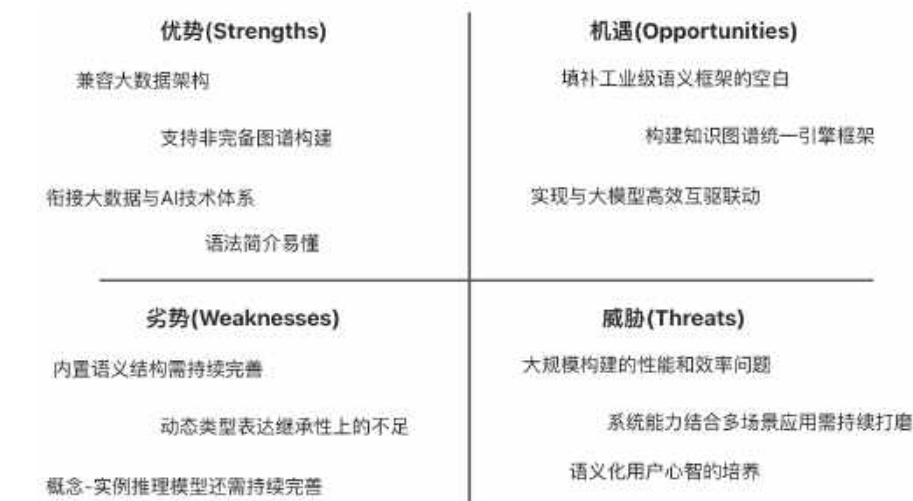 优势(Strengths)
兼容大数据架构
支持非完备图谱构建
衔接大数据与AI技术体系
语法简介易懂
机遇(Opportunities)
填补工业级语义框架的空白
构建知识图谱统一引擎框架
实现与大模型高效互驱联动
劣势(Weaknesses)
内置语义结构需持续完善
动态类型表达继承性上的不足
概念-实例推理模型还需持续完善
威胁(Threats)
大规模构建的性能和效率问题
系统能力结合多场景应用需持续打磨
语义化用户心智的培养